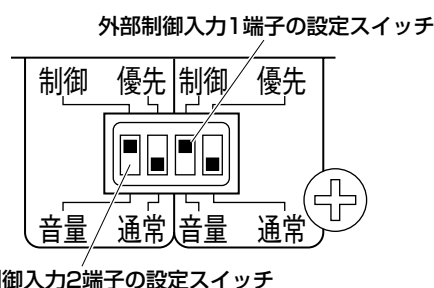 外部制御入力1端子の設定スイッチ
制御 優先 制御 優先
音量 通常 音量 通常
御入力2端子の設定スイッチ